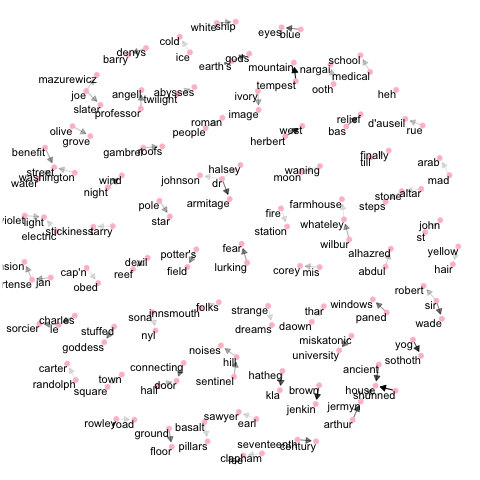 white ship
eyes blue
cold
ice
denys
barry
earth's gods
mountain
nargai
school
medical
mazurewicz
joe
slater
angell
professor
abysses
twilight
tempest
ooth
heh
ivory
image
roman
people
west
herbert
relief
bas
d'auseil
rue
olive
grove
benefit
street
washington
water
gambrel roofs
finally
till
arab
mad
wind
night
johnson
halsey
dr
armitage
waning
moon
stone altar
steps
pole
star
fire
station
farmhouse
whateley
wilbur
john
st
violet light
electric
stickiness tarry
potter's
field
fear
lurking
alhazred
abdul
yellow
hair
devil
reef
cap'n
obed
corey mis
jan
robert
sir
wade
windows
paned
folks
innsmouth
sona
nyl
strange
dreams
thar
daown
charles
le
sorcier
stuffed
goddess
miskatonic
university
yog
sothoth
noises
hill
sentinel
connecting
door
half
carter
randolph
town
square
hatheg
kla
brown
jenkin
ancient
house
shunned
jermyn
arthur
rowley road
ground
floor
basalt
pillars
sawyer
earl
seventeenth century
clapham